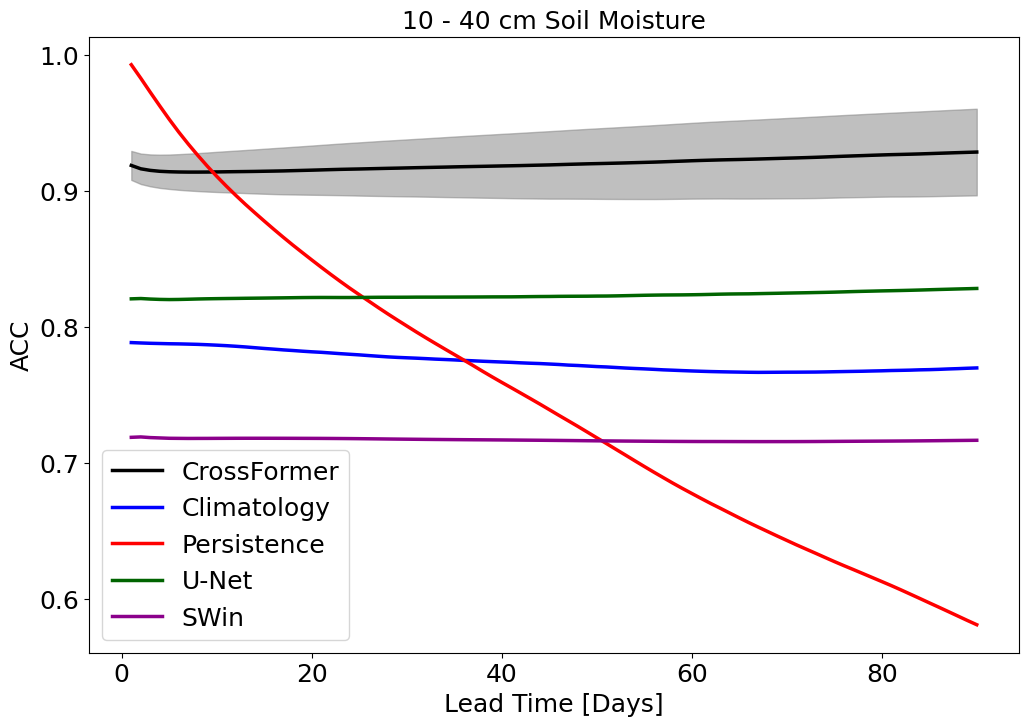 10 - 40 cm Soil Moisture
ACC
1.0
0.9
0.8
0.7
0.6
CrossFormer
Climatology
Persistence
U-Net
SWin
0 20 40 60 80
Lead Time [Days]